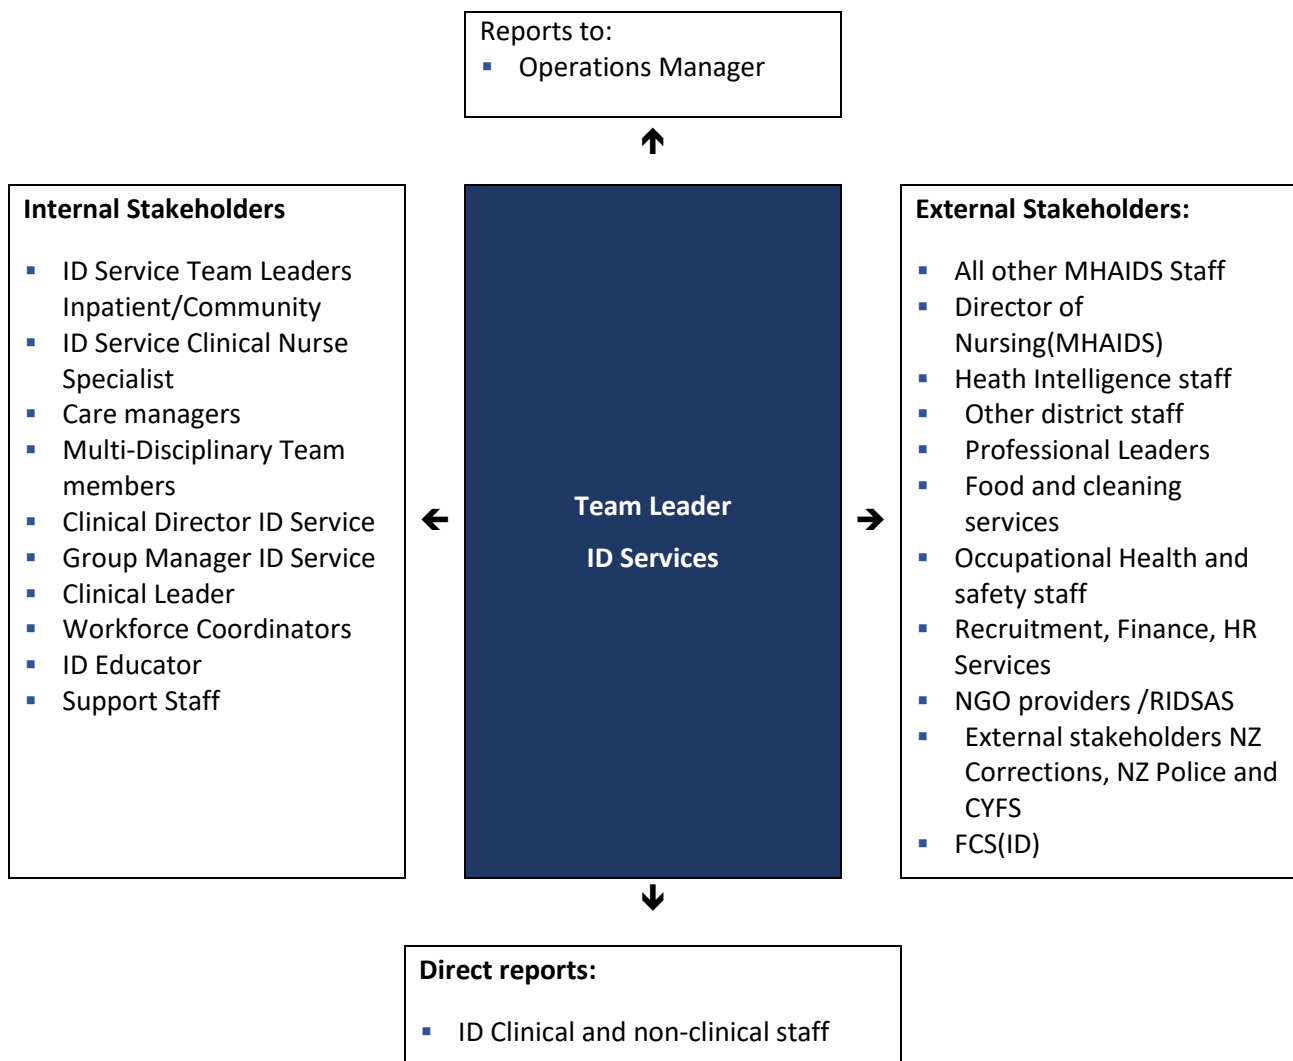 Reports to:
▪ Operations Manager
Internal Stakeholders
▪ ID Service Team Leaders
Inpatient/Community
▪ ID Service Clinical Nurse
Specialist
▪ Care managers
▪ Multi-Disciplinary Team
members
▪ Clinical Director ID Service
▪ Group Manager ID Service
▪ Clinical Leader
▪ Workforce Coordinators
▪ ID Educator
▪ Support Staff
Team Leader
ID Services
External Stakeholders:
▪ All other MHAIDS Staff
▪ Director of
Nursing(MHAIDS)
▪ Heath Intelligence staff
▪ Other district staff
▪ Professional Leaders
▪ Food and cleaning
services
▪ Occupational Health and
safety staff
▪ Recruitment, Finance, HR
Services
▪ NGO providers /RIDSAS
▪ External stakeholders NZ
Corrections, NZ Police and
CYFS
▪ FCS(ID)
Direct reports:
▪ ID Clinical and non-clinical staff